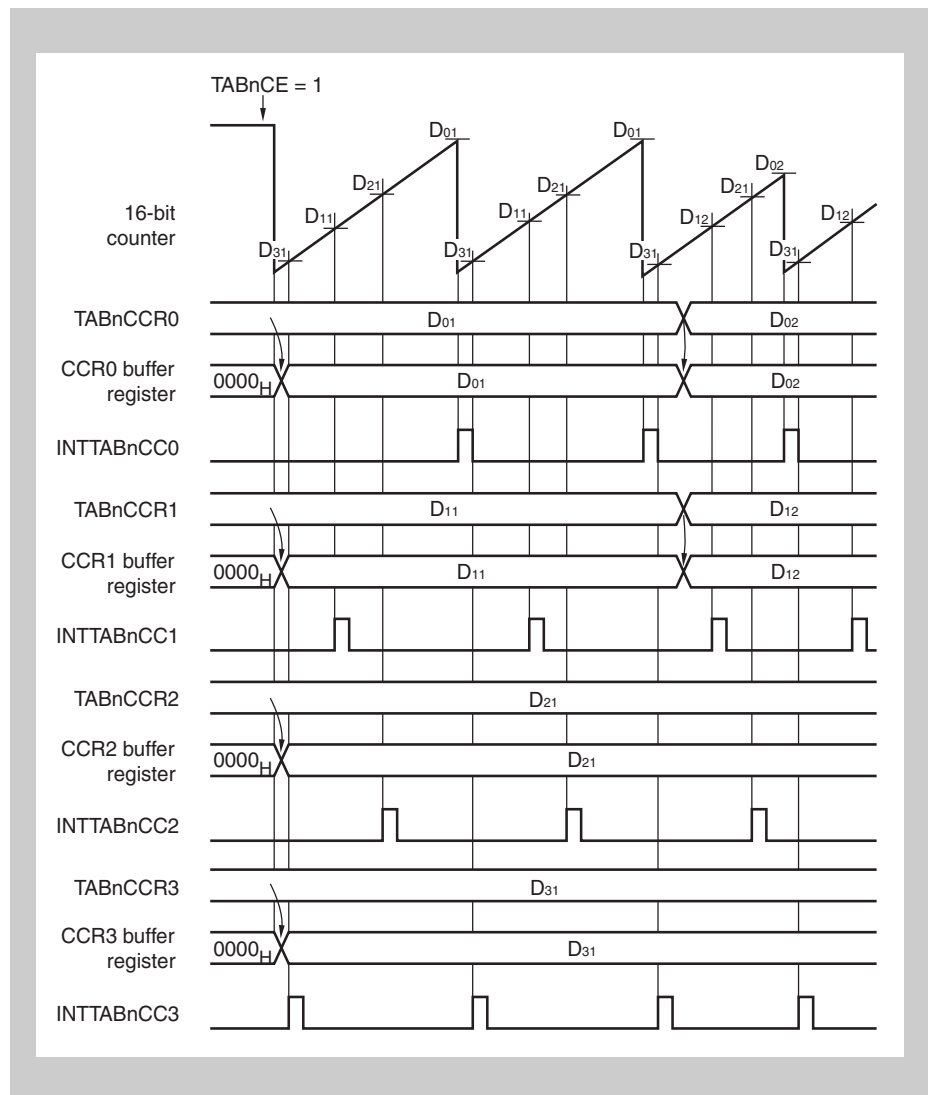 TABnCE = 1
D01
D01
D02
D21
D21
D21
D11
D11
D12
D12
16-bit
counter
D31
D31
D31
D31
TABnCCR0
D01
D02
CCR0 buffer
register
0000H
D01
D02
INTTABnCC0
TABnCCR1
D11
D12
CCR1 buffer
register
0000H
D11
D12
INTTABnCC1
TABnCCR2
D21
CCR2 buffer
register
0000H
D21
INTTABnCC2
TABnCCR3
D31
CCR3 buffer
register
0000H
D31
INTTABnCC3